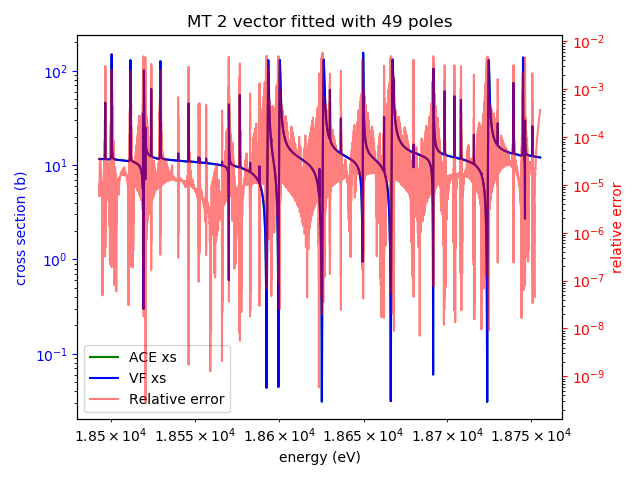 MT 2 vector fitted with 49 poles
10²
10¹
10⁰
10⁻¹
cross section (b)
10⁻²
10⁻³
10⁻⁴
10⁻⁵
10⁻⁶
10⁻⁷
10⁻⁸
10⁻⁹
relative error
ACE xs
VF xs
Relative error
1.85 × 10⁴ 1.855 × 10⁴ 1.86 × 10⁴ 1.865 × 10⁴ 1.87 × 10⁴ 1.875 × 10⁴
energy (eV)